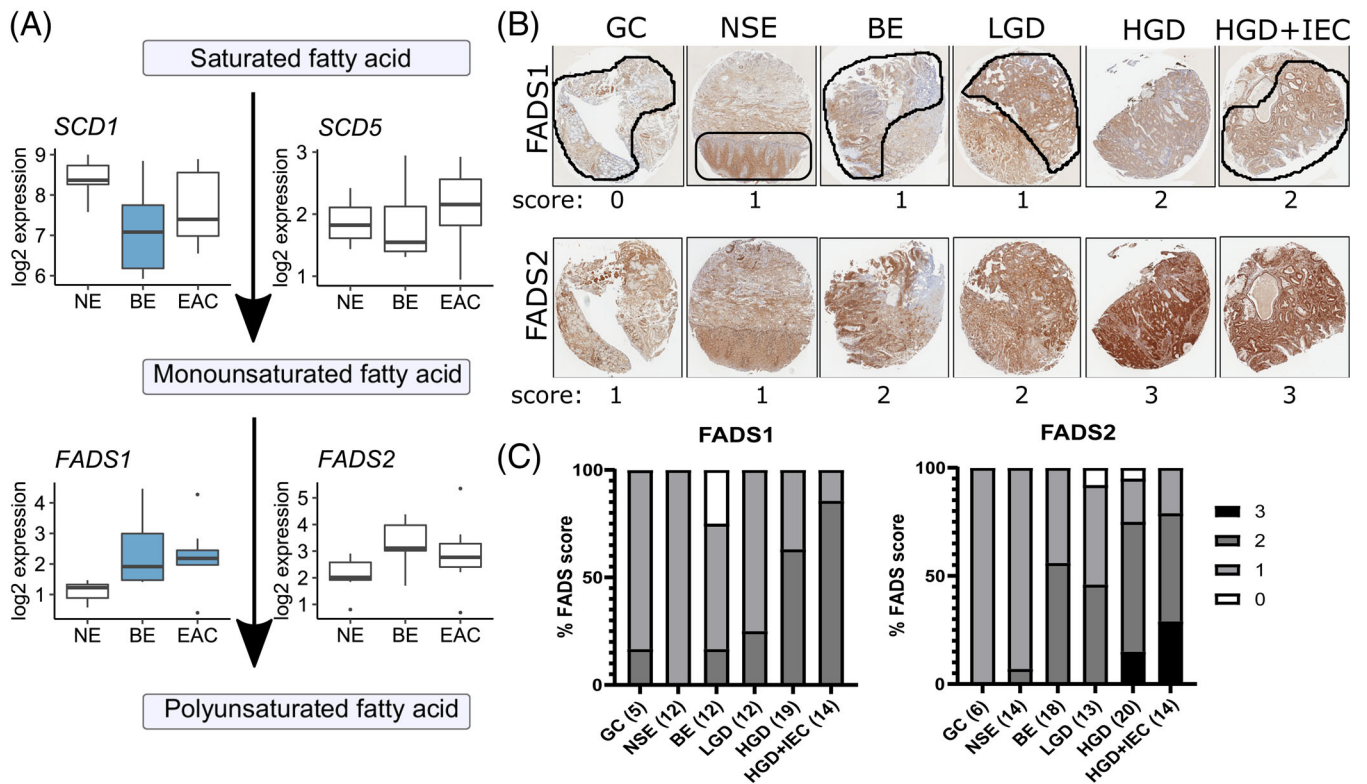 (A)
Saturated fatty acid
SCD1
log2 expression
9
8
7
6
NE BE EAC
SCD5
log2 expression
3
2
1
NE BE EAC
Monounsaturated fatty acid
FADS1
log2 expression
4
3
2
1
NE BE EAC
FADS2
log2 expression
5
4
3
2
1
NE BE EAC
Polyunsaturated fatty acid
(B)
GC NSE BE LGD HGD HGD+IEC
FADS1
score: 0 1 1 1 2 2
FADS2
score: 1 1 2 2 3 3
(C)
FADS1
% FADS score
100
50
0
GC (5) NSE (12) BE (12) LGD (12) HGD (19) HGD+IEC (14)
FADS2
% FADS score
100
50
0
GC (6) NSE (14) BE (18) LGD (13) HGD (20) HGD+IEC (14)
3
2
1
0